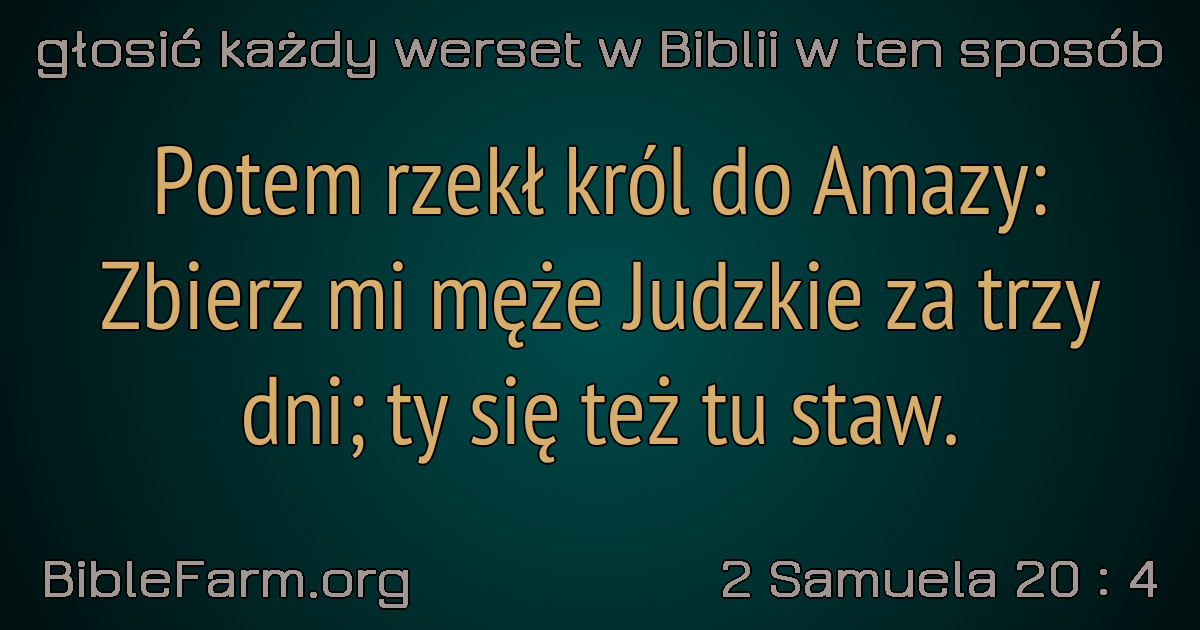 głosić każdy werset w Biblii w ten sposób
Potem rzekł król do Amazy:
Zbierz mi męże Judzkie za trzy
dni; ty się też tu staw.
BibleFarm.org
2 Samuela 20 : 4